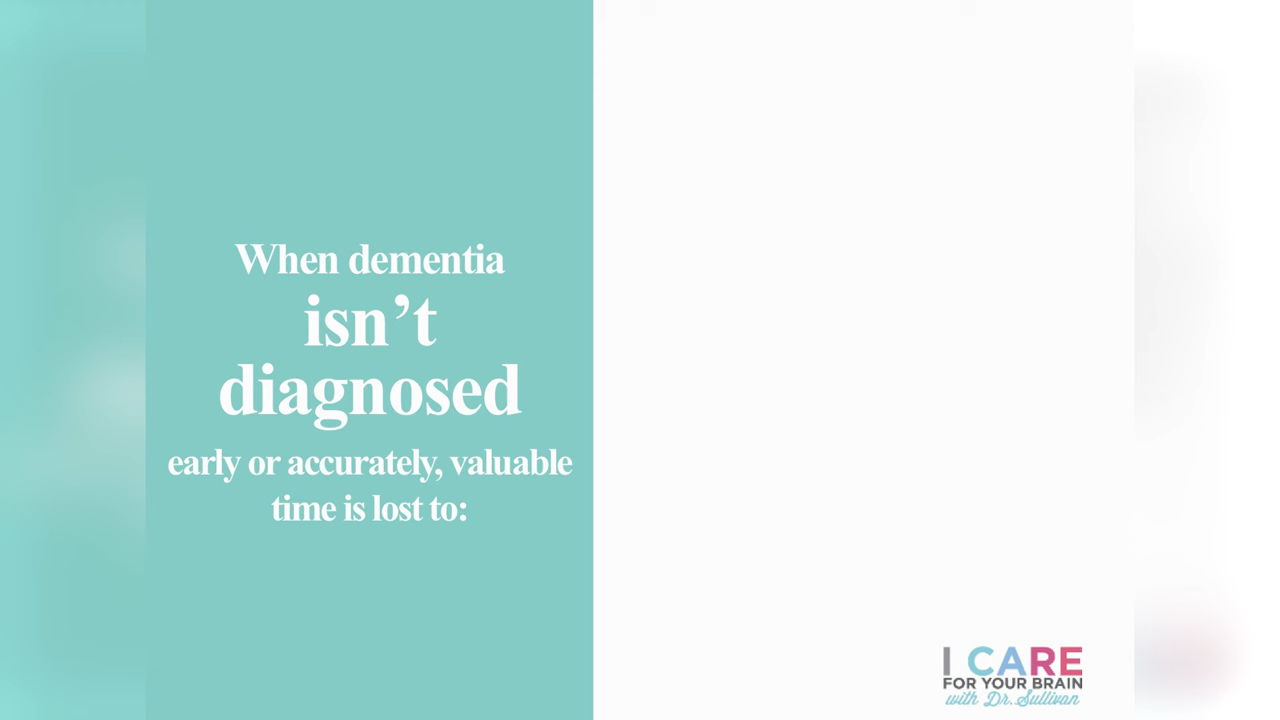 When dementia
isn’t
diagnosed
early or accurately, valuable
time is lost to:
I CARE
FOR YOUR BRAIN
with Dr. Sullivan